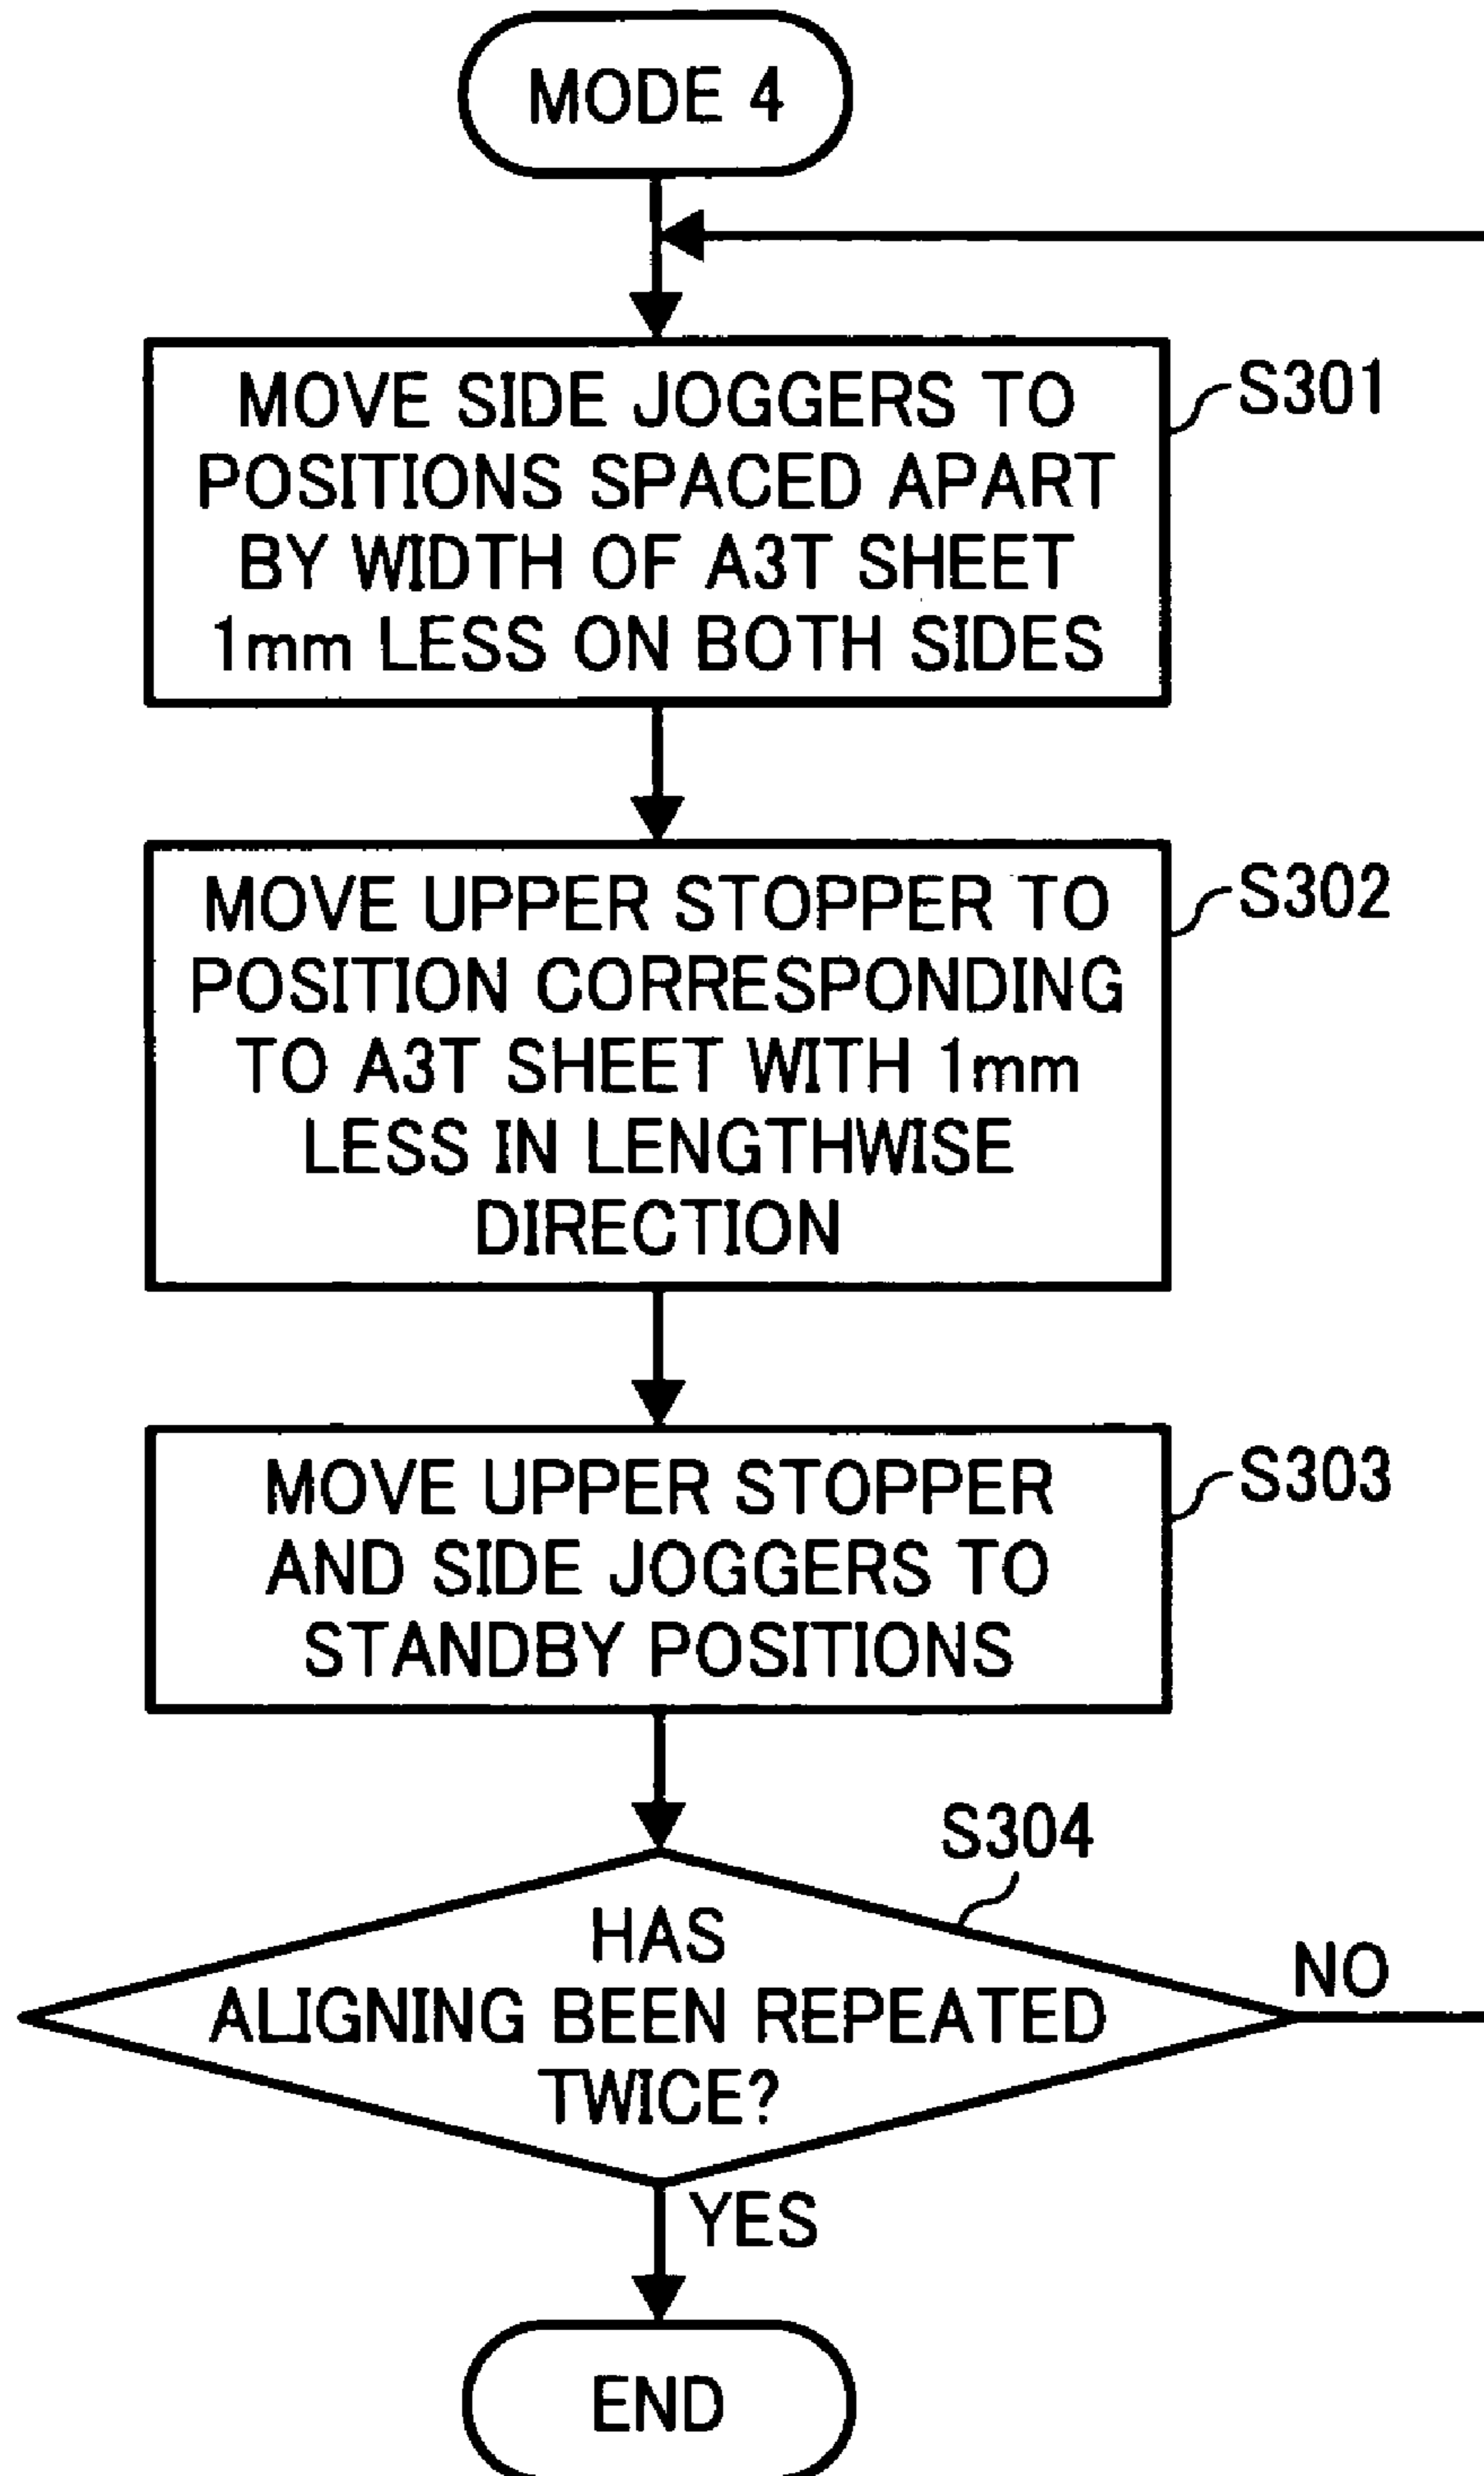 MODE 4
MOVE SIDE JOGGERS TO
POSITIONS SPACED APART
BY WIDTH OF A3T SHEET
1mm LESS ON BOTH SIDES
S301
MOVE UPPER STOPPER TO
POSITION CORRESPONDING
TO A3T SHEET WITH 1mm
LESS IN LENGTHWISE
DIRECTION
S302
MOVE UPPER STOPPER
AND SIDE JOGGERS TO
STANDBY POSITIONS
S303
S304
HAS
ALIGNING BEEN REPEATED
TWICE?
NO
YES
END